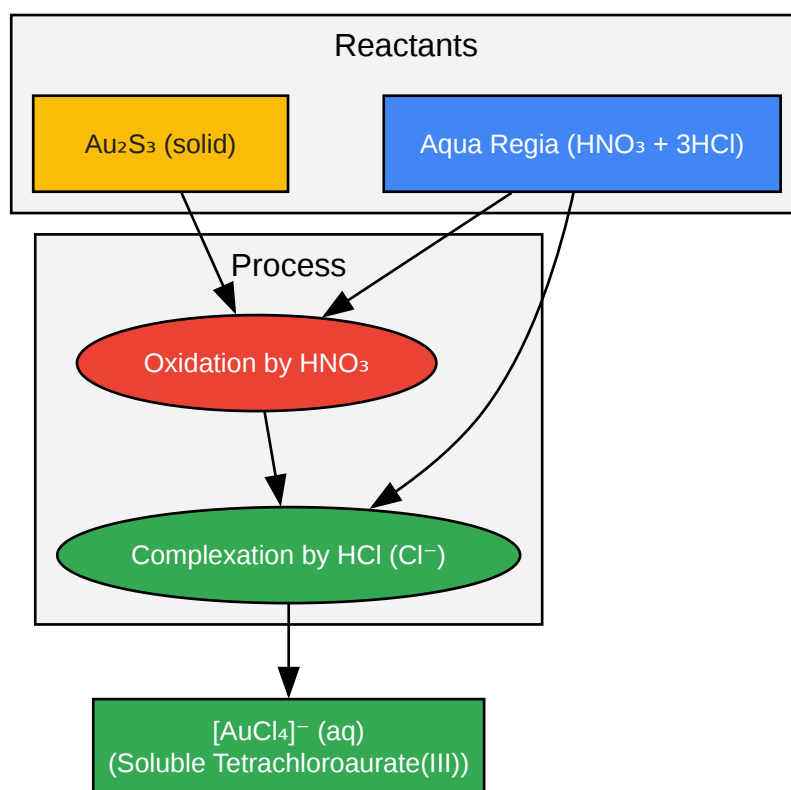 Reactants
Au₂S₃ (solid)
Aqua Regia (HNO₃ + 3HCl)
Process
Oxidation by HNO₃
Complexation by HCl (Cl⁻)
[AuCl₄]⁻ (aq)
(Soluble Tetrachloroaurate(III))